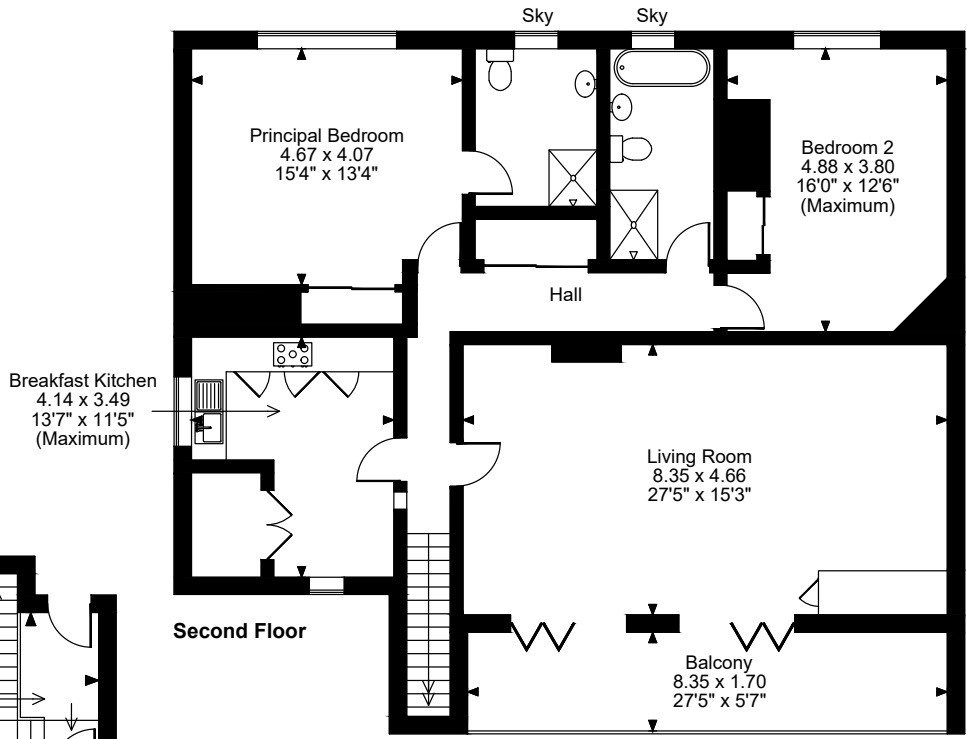 Sky
Sky
Principal Bedroom
4.67 x 4.07
15'4" x 13'4"
Bedroom 2
4.88 x 3.80
16'0" x 12'6"
(Maximum)
Hall
Breakfast Kitchen
4.14 x 3.49
13'7" x 11'5"
(Maximum)
Living Room
8.35 x 4.66
27'5" x 15'3"
Second Floor
Balcony
8.35 x 1.70
27'5" x 5'7"